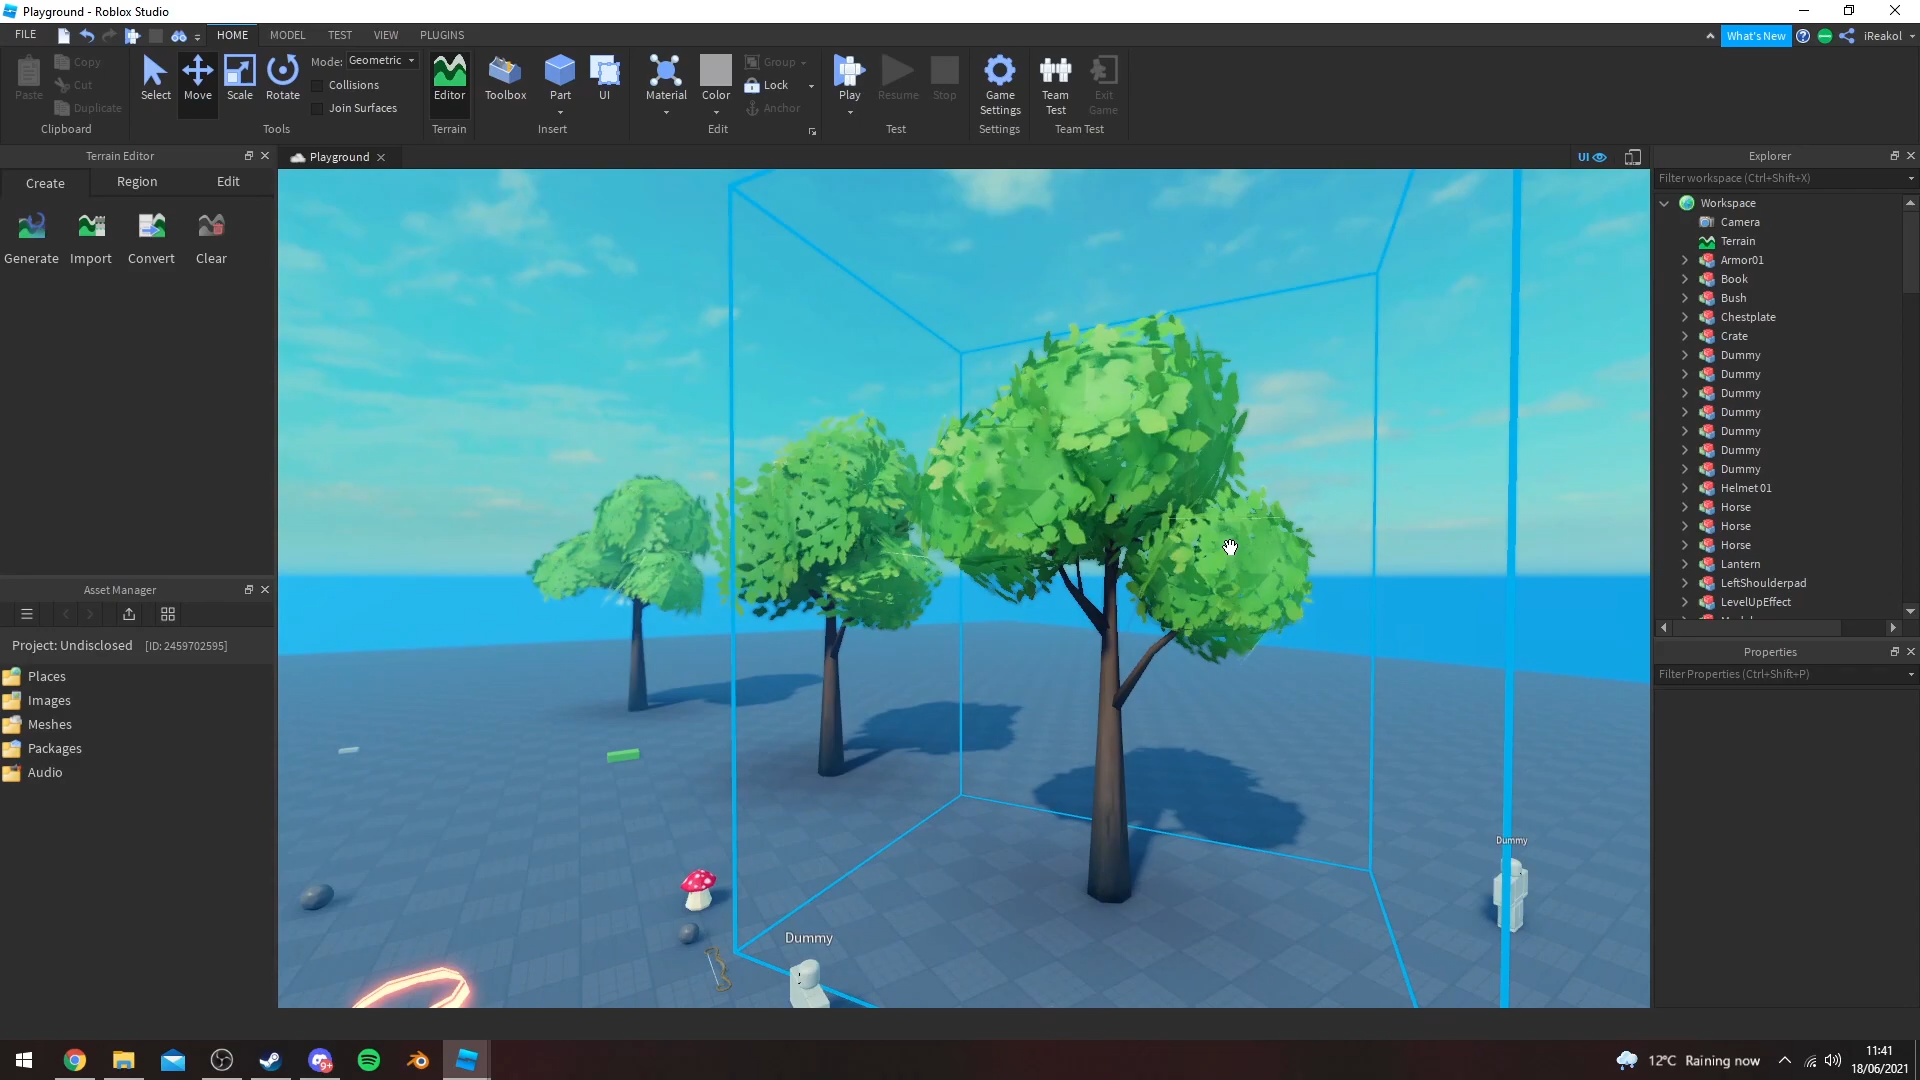 Playground - Roblox Studio
FILE
HOME
MODEL
TEST
VIEW
PLUGINS
What's New
iReakol
Paste
Copy
Cut
Duplicate
Clipboard
Select
Move
Scale
Rotate
Mode: Geometric
Collisions
Join Surfaces
Tools
Editor
Terrain
Toolbox
Part
UI
Insert
Material
Color
Group
Lock
Anchor
Edit
Play
Resume
Stop
Test
Game Settings
Settings
Team Test
Exit Game
Team Test
Terrain Editor
Create
Region
Edit
Generate
Import
Convert
Clear
Asset Manager
Project: Undisclosed [ID: 2459702595]
Places
Images
Meshes
Packages
Audio
Playground
UI
Dummy
Dummy
Explorer
Filter workspace (Ctrl+Shift+X)
Workspace
Camera
Terrain
Armor01
Book
Bush
Chestplate
Crate
Dummy
Dummy
Dummy
Dummy
Dummy
Dummy
Dummy
Helmet 01
Horse
Horse
Horse
Lantern
LeftShoulderpad
LevelUpEffect
Properties
Filter Properties (Ctrl+Shift+P)
9+
12°C Raining now
11:41
18/06/2021